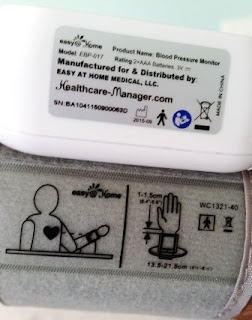 easy@Home
Product Name: Blood Pressure Monitor
Model: EBP-017
Rating 2×AAA Batteries 3V
Manufactured for & Distributed by:
EASY AT HOME MEDICAL, LLC.
Healthcare-Manager.com
SN:BA1041150900063D
2015-09
MADE IN CHINA
easy@Home
1-1.5cm
WC1321-40
13.5-21.5cm